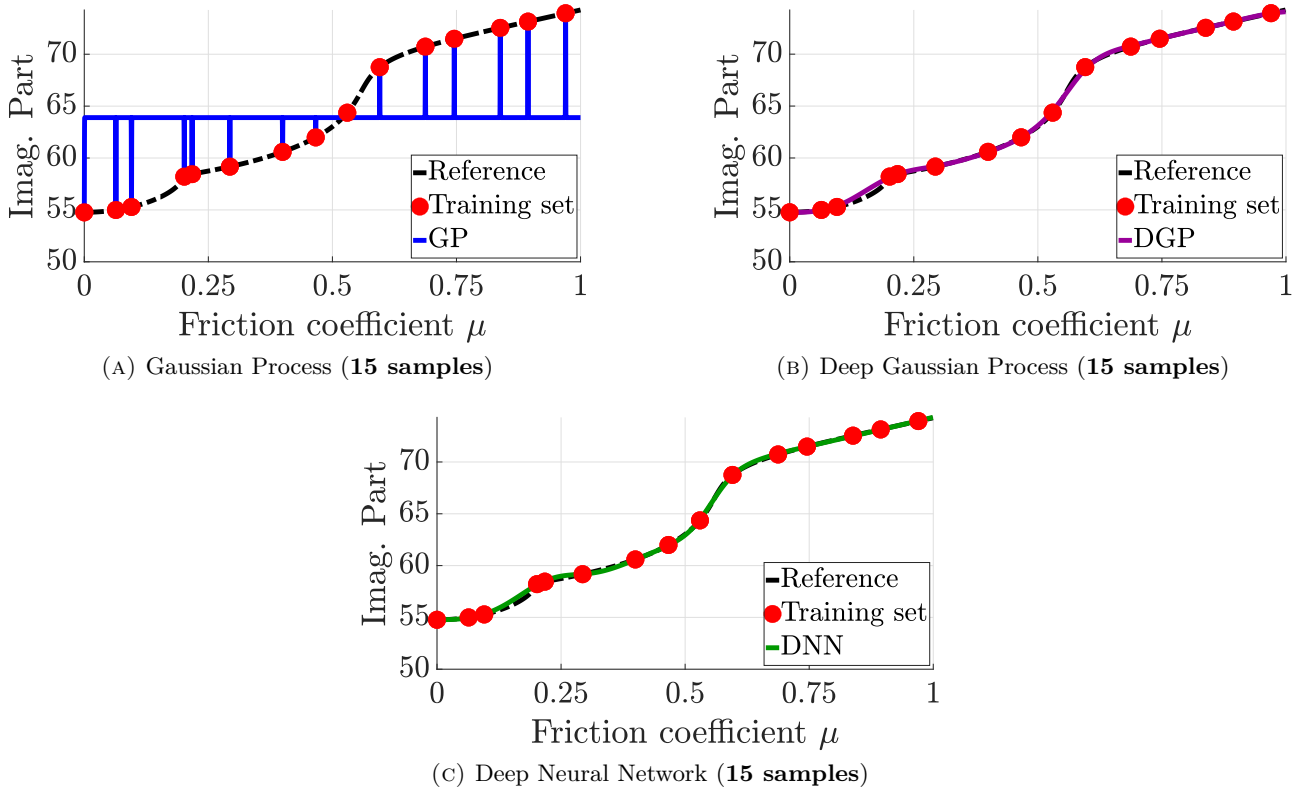 Imag. Part
70
65
60
55
50
Reference
Training set
GP
0 0.25 0.5 0.75 1
Friction coefficient μ
(A) Gaussian Process (15 samples)
Imag. Part
70
65
60
55
50
Reference
Training set
DGP
0 0.25 0.5 0.75 1
Friction coefficient μ
(B) Deep Gaussian Process (15 samples)
Imag. Part
70
65
60
55
50
Reference
Training set
DNN
0 0.25 0.5 0.75 1
Friction coefficient μ
(C) Deep Neural Network (15 samples)